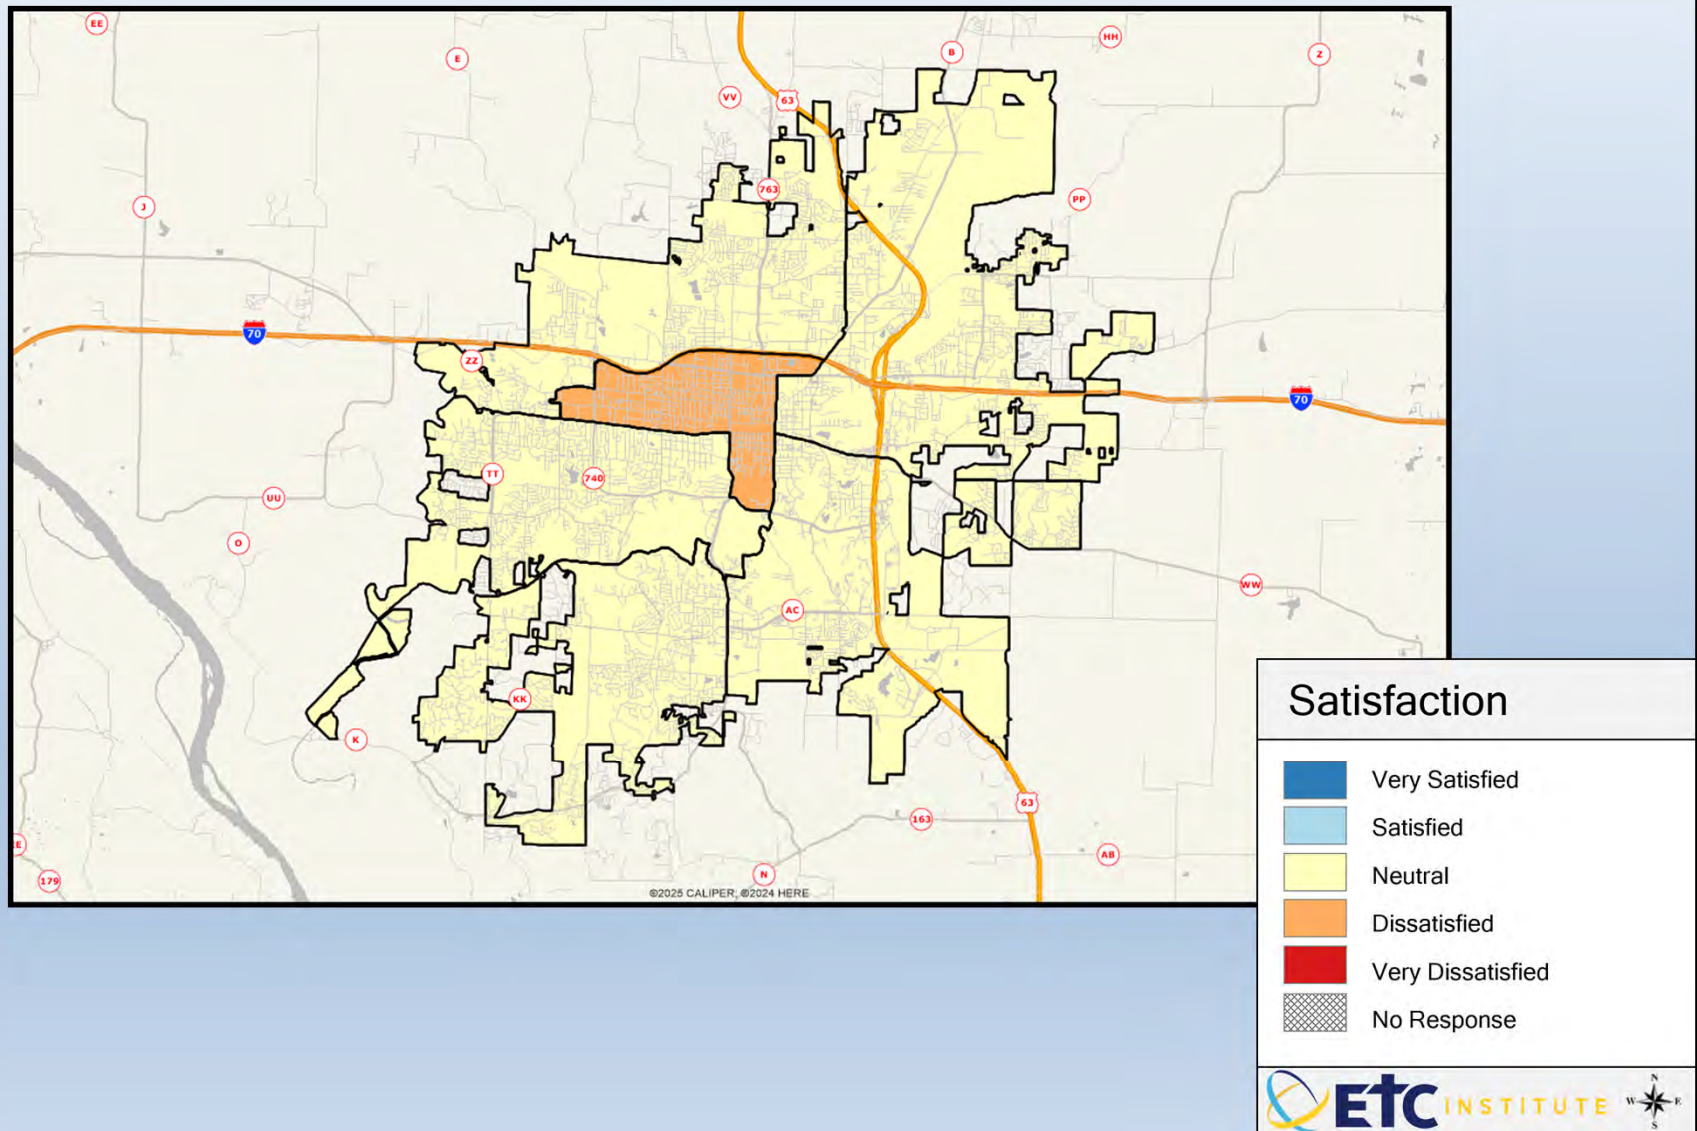 EE
E
B
HH
Z
VV
63
763
J
PP
70
ZZ
70
TT
740
UU
O
WW
AC
KK
K
63
163
E
AB
179
N
©2025 CALIPER; ©2024 HERE
Satisfaction
Very Satisfied
Satisfied
Neutral
Dissatisfied
Very Dissatisfied
No Response
ETC INSTITUTE
N
W E
S